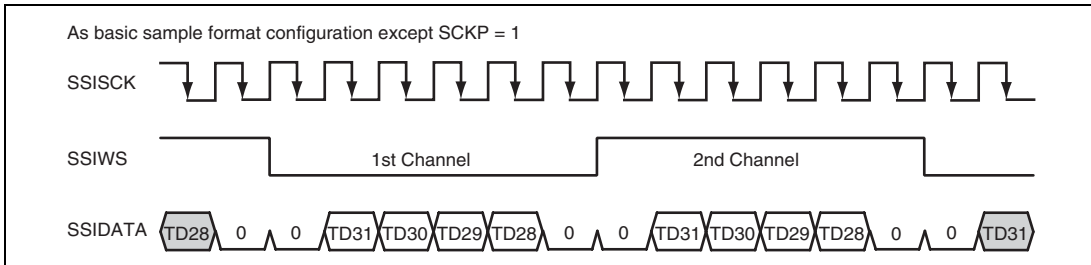 As basic sample format configuration except SCKP = 1
SSISCK
SSIWS 1st Channel 2nd Channel
SSIDATA TD28 0 0 TD31 TD30 TD29 TD28 0 0 TD31 TD30 TD29 TD28 0 0 TD31